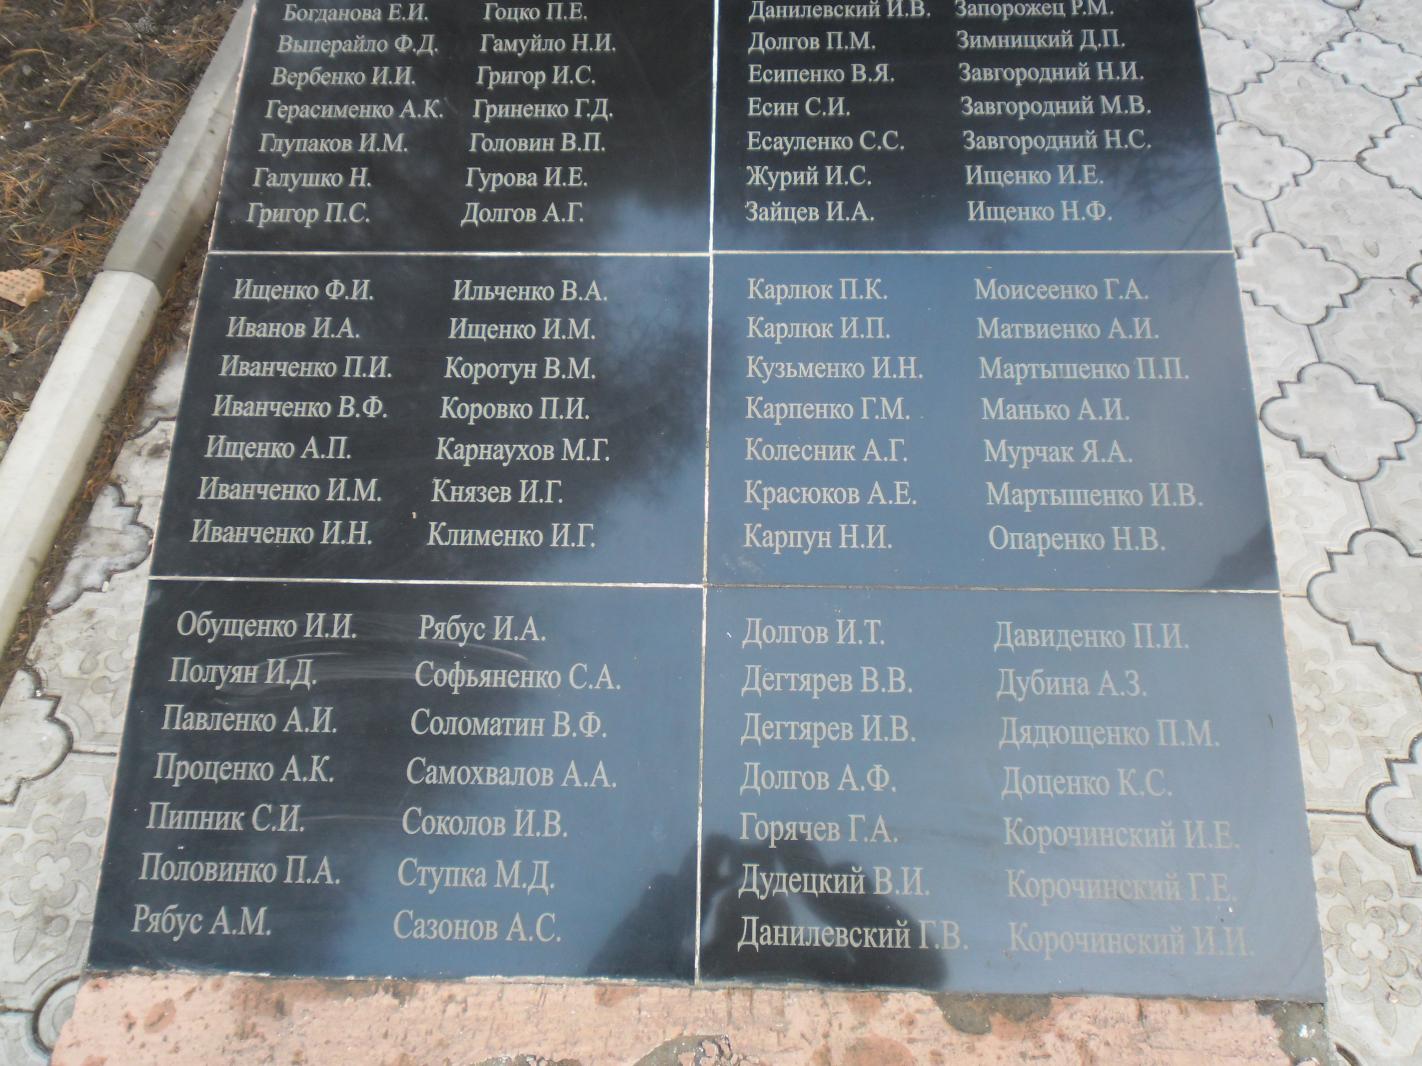 Богданова Е.И.
Выперайло Ф.Д.
Вербенко И.И.
Герасименко А.К.
Глупаков И.М.
Галушко Н.
Григор П.С.
Гоцко П.Е.
Гамуйло Н.И.
Григор И.С.
Гриненко Г.Д.
Головин В.П.
Гурова И.Е.
Долгов А.Г.
Данилевский И.В.
Долгов П.М.
Есипенко В.Я.
Есин С.И.
Есауленко С.С.
Журий И.С.
Зайцев И.А.
Запорожец Р.М.
Зимницкий Д.П.
Завгородний Н.И.
Завгородний М.В.
Завгородний Н.С.
Ищенко И.Е.
Ищенко Н.Ф.
Ищенко Ф.И.
Иванов И.А.
Иванченко П.И.
Иванченко В.Ф.
Ищенко А.П.
Иванченко И.М.
Иванченко И.Н.
Ильченко В.А.
Ищенко И.М.
Коротун В.М.
Коровко П.И.
Карнаухов М.Г.
Князев И.Г.
Клименко И.Г.
Карлюк П.К.
Карлюк И.П.
Кузьменко И.Н.
Карпенко Г.М.
Колесник А.Г.
Красюков А.Е.
Карпун Н.И.
Моисеенко Г.А.
Матвиенко А.И.
Мартышенко П.П.
Манько А.И.
Мурчак Я.А.
Мартышенко И.В.
Опаренко Н.В.
Обущенко И.И.
Полуян И.Д.
Павленко А.И.
Проценко А.К.
Пипник С.И.
Половинко П.А.
Рябус А.М.
Рябус И.А.
Софьяненко С.А.
Соломатин В.Ф.
Самохвалов А.А.
Соколов И.В.
Ступка М.Д.
Сазонов А.С.
Долгов И.Т.
Дегтярев В.В.
Дегтярев И.В.
Долгов А.Ф.
Горячев Г.А.
Дудецкий В.И.
Данилевский Г.В.
Давиденко П.И.
Дубина А.З.
Дядющенко П.М.
Доценко К.С.
Корочинский И.Е.
Корочинский Г.Е.
Корочинский И.И.